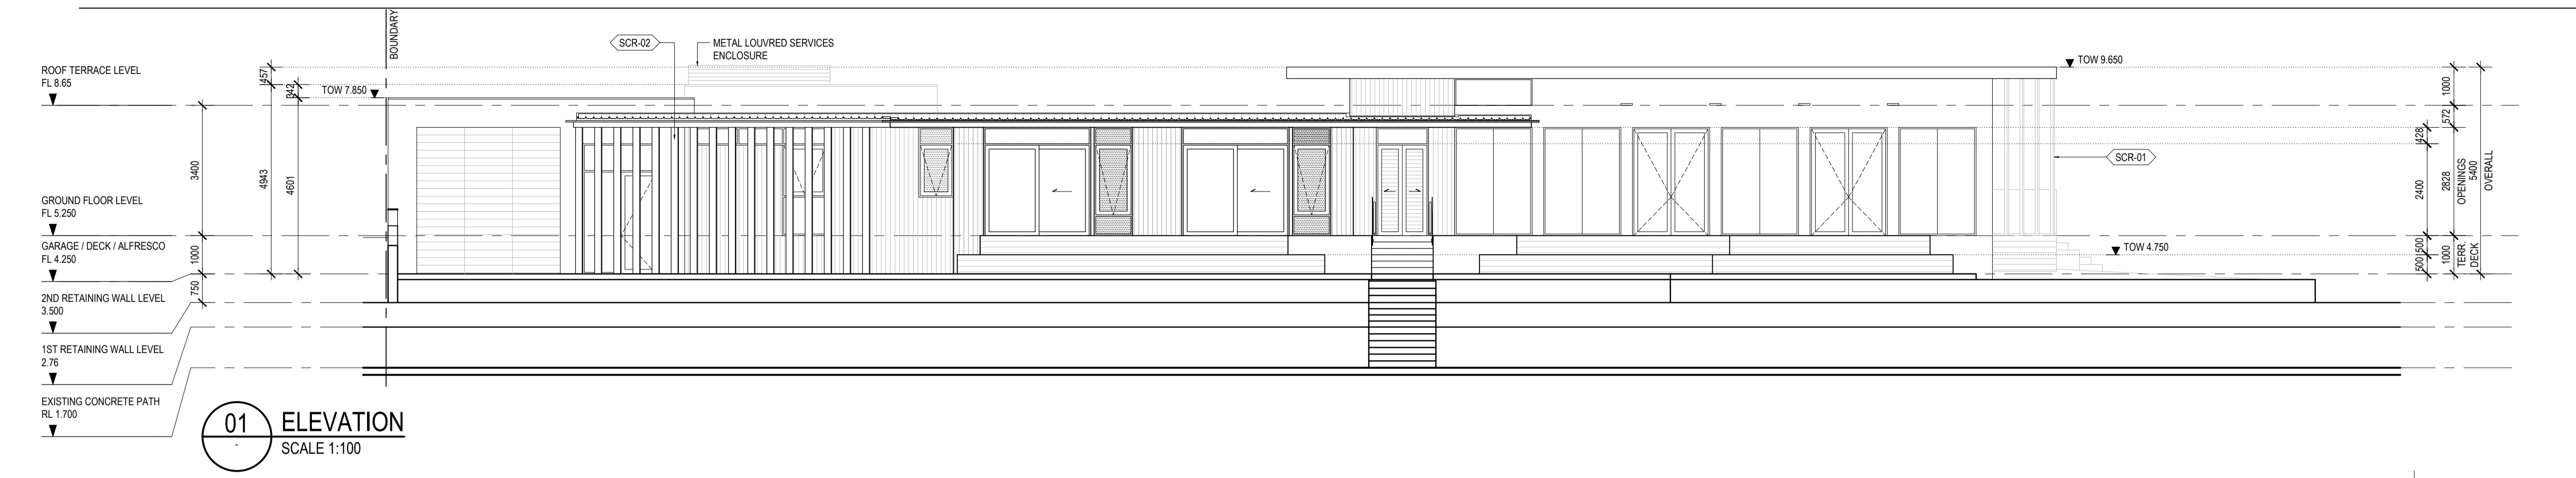 BOUNDARY
SCR-02
METAL LOUVRED SERVICES
ENCLOSURE
ROOF TERRACE LEVEL
FL 8.65
457
342
TOW 7.850
TOW 9.650
1000
572
428
3400
4943
4601
SCR-01
2400
2828
OPENINGS
5400
OVERALL
GROUND FLOOR LEVEL
FL 5.250
GARAGE / DECK / ALFRESCO
FL 4.250
1000
750
TOW 4.750
500
500
1000
TERR.
DECK
2ND RETAINING WALL LEVEL
3.500
1ST RETAINING WALL LEVEL
2.76
EXISTING CONCRETE PATH
RL 1.700
01
-
ELEVATION
SCALE 1:100